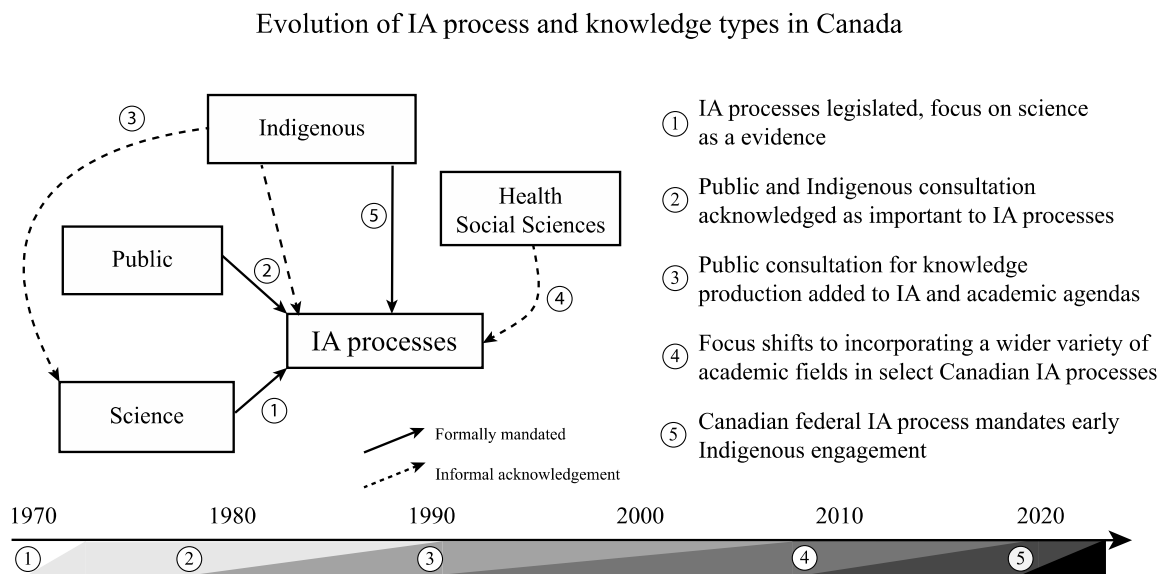 Evolution of IA process and knowledge types in Canada
③
Indigenous
⑤
Health
Social Sciences
Public
②
④
IA processes
Science
①
Formally mandated
Informal acknowledgement
① IA processes legislated, focus on science
as a evidence
② Public and Indigenous consultation
acknowledged as important to IA processes
③ Public consultation for knowledge
production added to IA and academic agendas
④ Focus shifts to incorporating a wider variety of
academic fields in select Canadian IA processes
⑤ Canadian federal IA process mandates early
Indigenous engagement
1970 1980 1990 2000 2010 2020
① ② ③ ④ ⑤